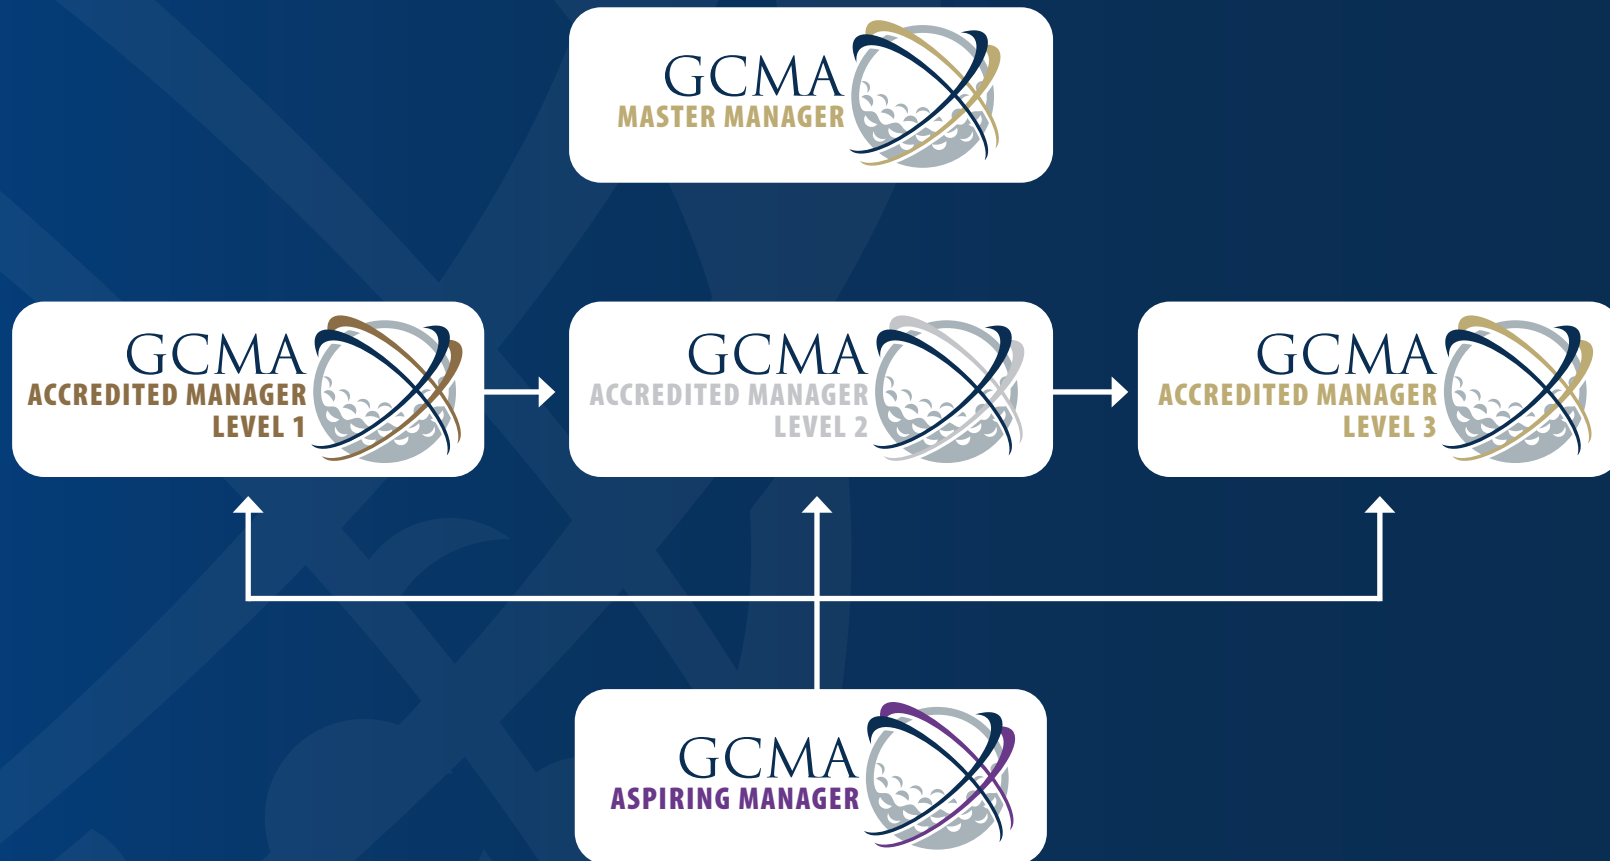 GCMA
MASTER MANAGER
GCMA
ACCREDITED MANAGER
LEVEL 1
GCMA
ACCREDITED MANAGER
LEVEL 2
GCMA
ACCREDITED MANAGER
LEVEL 3
GCMA
ASPIRING MANAGER